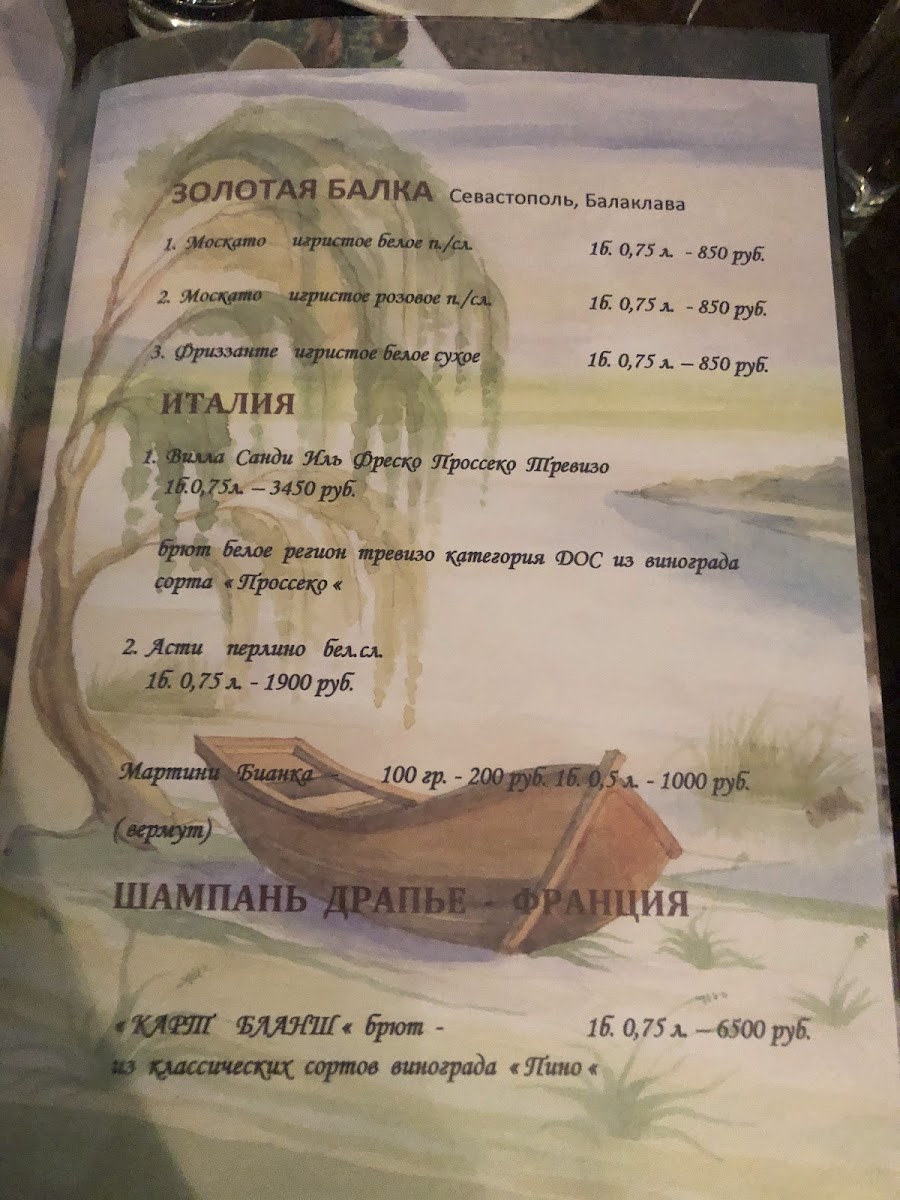 ЗОЛОТАЯ БАЛКА Севастополь, Балаклава
1. Москато игристое белое п./сл. 1б. 0,75 л. - 850 руб.
2. Москато игристое розовое п./сл. 1б. 0,75 л. - 850 руб.
3. Фриззанте игристое белое сухое 1б. 0,75 л. – 850 руб.
ИТАЛИЯ
1. Вилла Санди Иль Фреско Проссеко Тревизо
1б.0,75л. – 3450 руб.
брют белое регион тревизо категория DOC из винограда
сорта « Проссеко «
2. Асти перлино бел.сл.
1б. 0,75 л. - 1900 руб.
Мартини Бианка - 100 гр. - 200 руб. 1б. 0,5 л. - 1000 руб.
( вермут)
ШАМПАНЬ ДРАПЬЕ - ФРАНЦИЯ
« КАРТ БЛАНШ « брют - 1б. 0,75 л. – 6500 руб.
из классических сортов винограда « Пино «